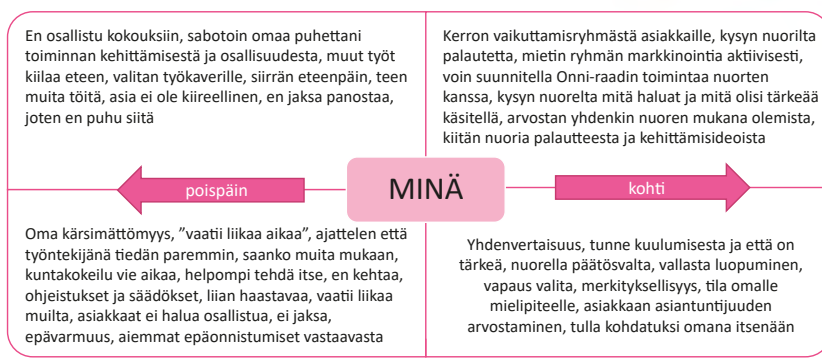 En osallistu kokouksiin, sabotoin omaa puhettani
toiminnan kehittämisestä ja osallisuudesta, muut työt
kiilaa eteen, valitan työkaverille, siirrän eteenpäin, teen
muita töitä, asia ei ole kiireellinen, en jaksa panostaa,
joten en puhu siitä
Kerron vaikuttamisryhmästä asiakkaille, kysyn nuorilta
palautetta, mietin ryhmän markkinointia aktiivisesti,
voin suunnitella Onni-raadin toimintaa nuorten
kanssa, kysyn nuorelta mitä haluat ja mitä olisi tärkeää
käsitellä, arvostan yhdenkin nuoren mukana olemista,
kiitän nuoria palautteesta ja kehittämisideoista
poispäin
MINÄ
kohti
Oma kärsimättömyys, ”vaatii liikaa aikaa”, ajattelen että
työntekijänä tiedän paremmin, saanko muita mukaan,
kuntakokeilu vie aikaa, helpompi tehdä itse, en kehtaa,
ohjeistukset ja säädökset, liian haastavaa, vaatii liikaa
muilta, asiakkaat ei halua osallistua, ei jaksa,
epävarmuus, aiemmat epäonnistumiset vastaavasta
Yhdenvertaisuus, tunne kuulumisesta ja että on
tärkeä, nuorella päätösvalta, vallasta luopuminen,
vapaus valita, merkityksellisyys, tila omalle
mielipiteelle, asiakkaan asiantuntijuuden
arvostaminen, tulla kohdatuksi omana itsenään